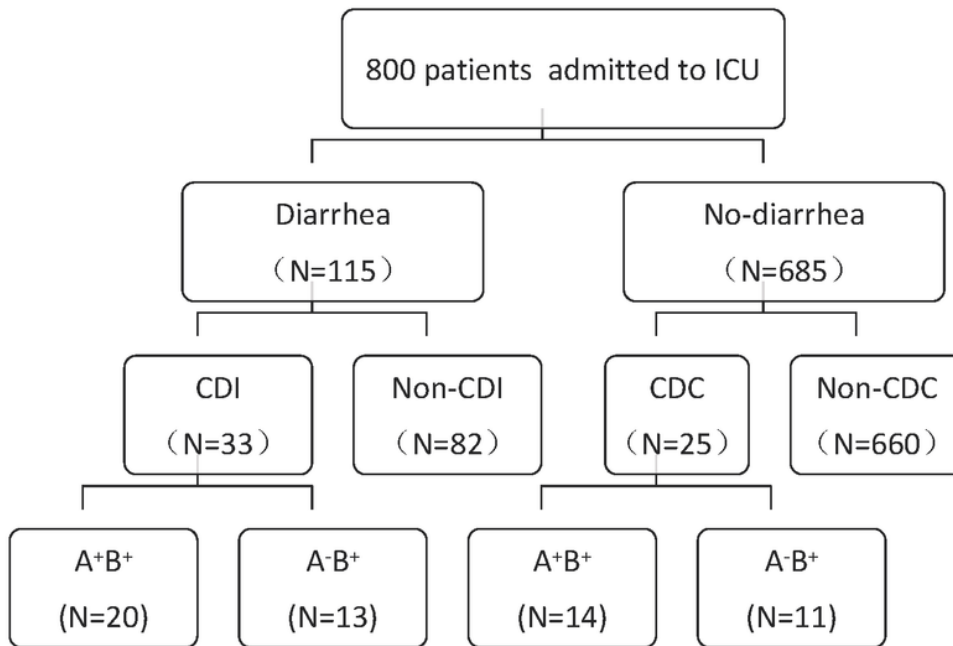 800 patients admitted to ICU
Diarrhea
（N=115）
No-diarrhea
（N=685）
CDI
（N=33）
Non-CDI
（N=82）
CDC
（N=25）
Non-CDC
（N=660）
A⁺B⁺
(N=20)
A⁻B⁺
(N=13)
A⁺B⁺
(N=14)
A⁻B⁺
(N=11)